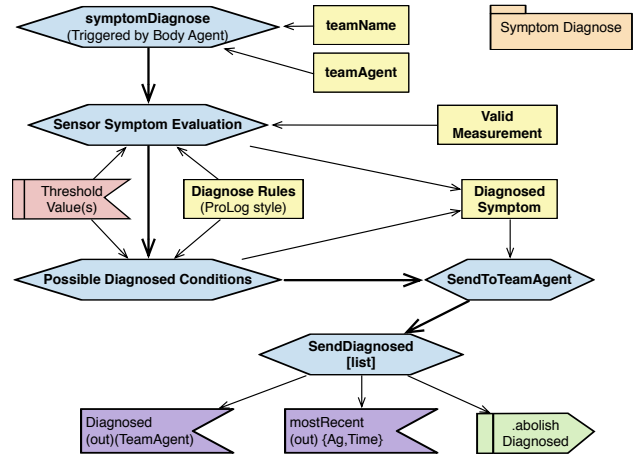 symptomDiagnose
(Triggered by Body Agent)
teamName
Symptom Diagnose
teamAgent
Sensor Symptom Evaluation
Valid
Measurement
Threshold
Value(s)
Diagnose Rules
(ProLog style)
Diagnosed
Symptom
Possible Diagnosed Conditions
SendToTeamAgent
SendDiagnosed
[list]
Diagnosed
(out)(TeamAgent)
mostRecent
(out) {Ag,Time}
.abolish
Diagnosed